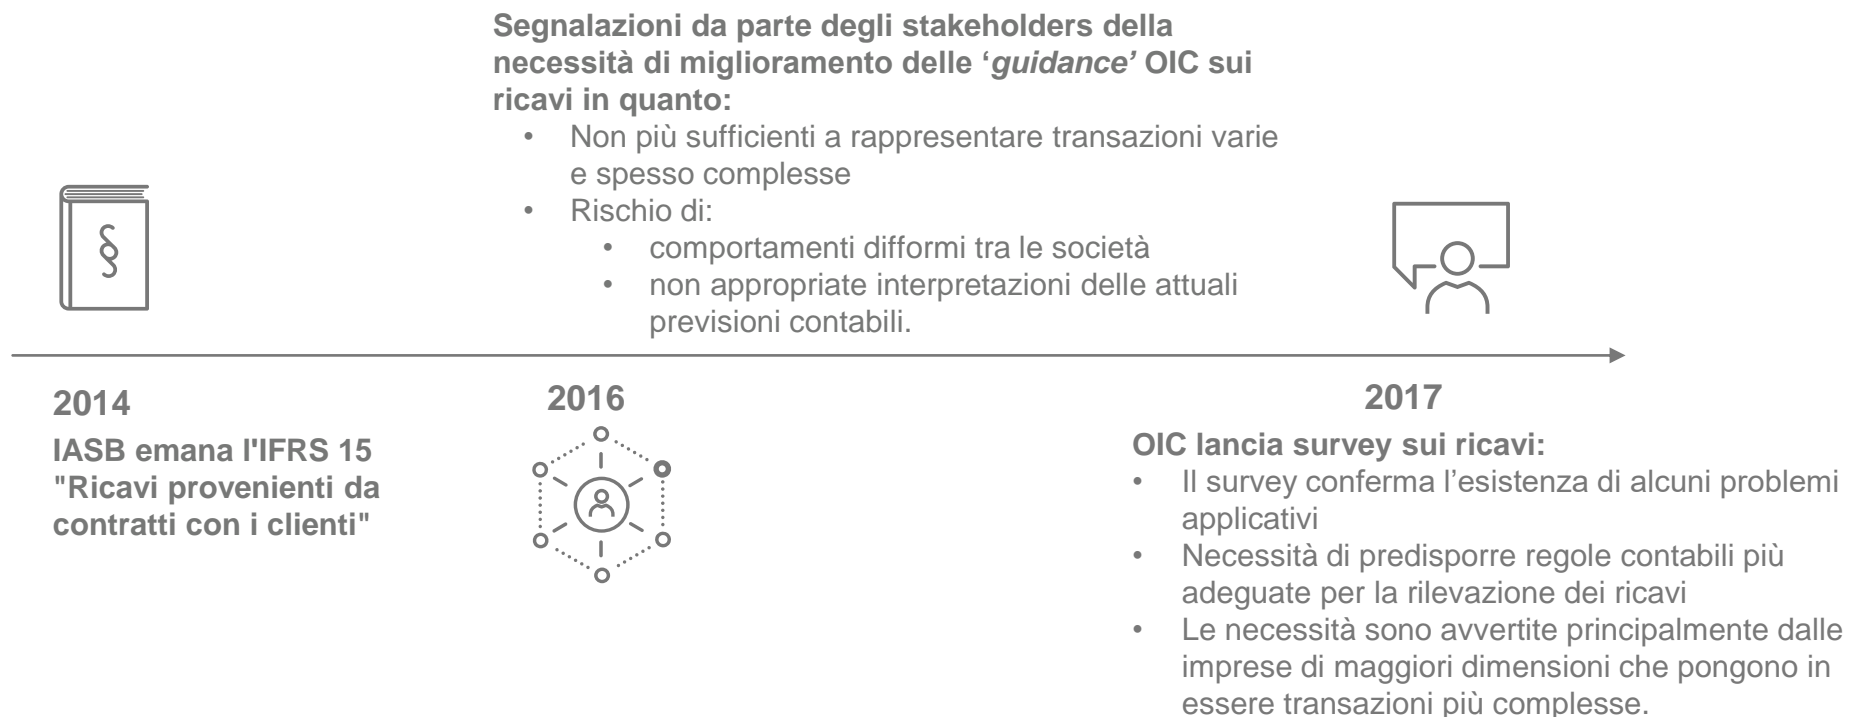 Segnalazioni da parte degli stakeholders della
necessità di miglioramento delle ‘guidance’ OIC sui
ricavi in quanto:
• Non più sufficienti a rappresentare transazioni varie
e spesso complesse
• Rischio di:
• comportamenti difformi tra le società
• non appropriate interpretazioni delle attuali
previsioni contabili.
§
2014
IASB emana l'IFRS 15
"Ricavi provenienti da
contratti con i clienti"
2016
2017
OIC lancia survey sui ricavi:
• Il survey conferma l’esistenza di alcuni problemi
applicativi
• Necessità di predisporre regole contabili più
adeguate per la rilevazione dei ricavi
• Le necessità sono avvertite principalmente dalle
imprese di maggiori dimensioni che pongono in
essere transazioni più complesse.